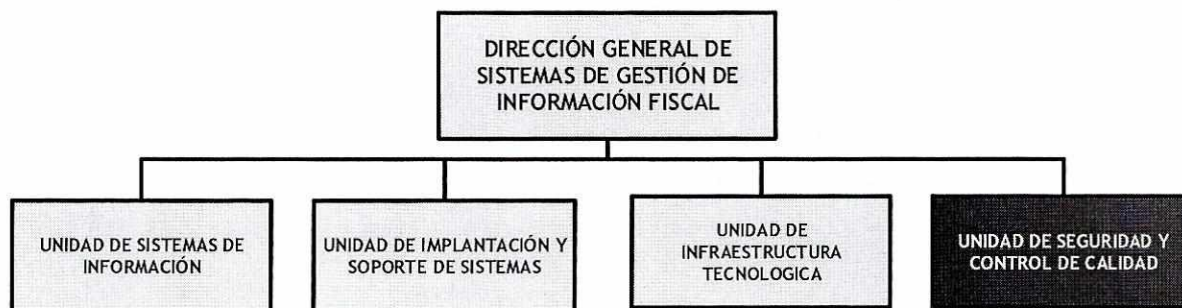 DIRECCIÓN GENERAL DE
SISTEMAS DE GESTIÓN DE
INFORMACIÓN FISCAL
UNIDAD DE SISTEMAS DE
INFORMACIÓN
UNIDAD DE IMPLANTACIÓN Y
SOPORTE DE SISTEMAS
UNIDAD DE
INFRAESTRUCTURA
TECNOLOGICA
UNIDAD DE SEGURIDAD Y
CONTROL DE CALIDAD